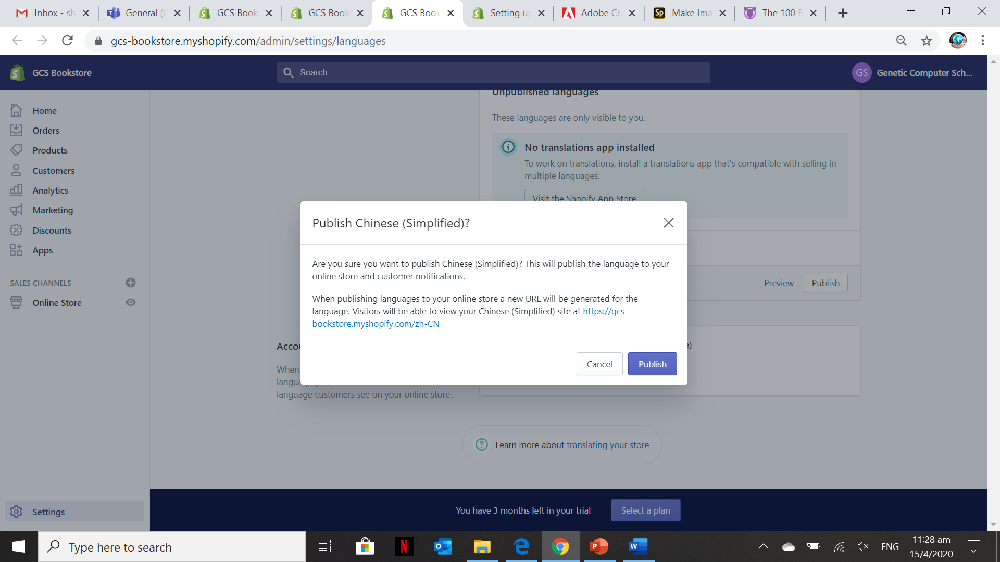 Inbox - sh
General (
GCS Book
GCS Book
GCS Book
Setting up
Adobe Cr
Sp
Make Ima
The 100 B
gcs-bookstore.myshopify.com/admin/settings/languages
GCS Bookstore
Search
GS
Genetic Computer Sch...
Home
Orders
Products
Customers
Analytics
Marketing
Discounts
Apps
SALES CHANNELS
Online Store
Settings
Unpublished languages
These languages are only visible to you.
No translations app installed
To work on translations, install a translations app that's compatible with selling in
multiple languages.
Visit the Shopify App Store
Publish Chinese (Simplified)?
Are you sure you want to publish Chinese (Simplified)? This will publish the language to your
online store and customer notifications.
When publishing languages to your online store a new URL will be generated for the
language. Visitors will be able to view your Chinese (Simplified) site at https://gcs-
bookstore.myshopify.com/zh-CN
Cancel
Publish
Preview
Publish
Acco
When
langua
language customers see on your online store.
Learn more about translating your store
You have 3 months left in your trial
Select a plan
Type here to search
ENG
11:28 am
15/4/2020